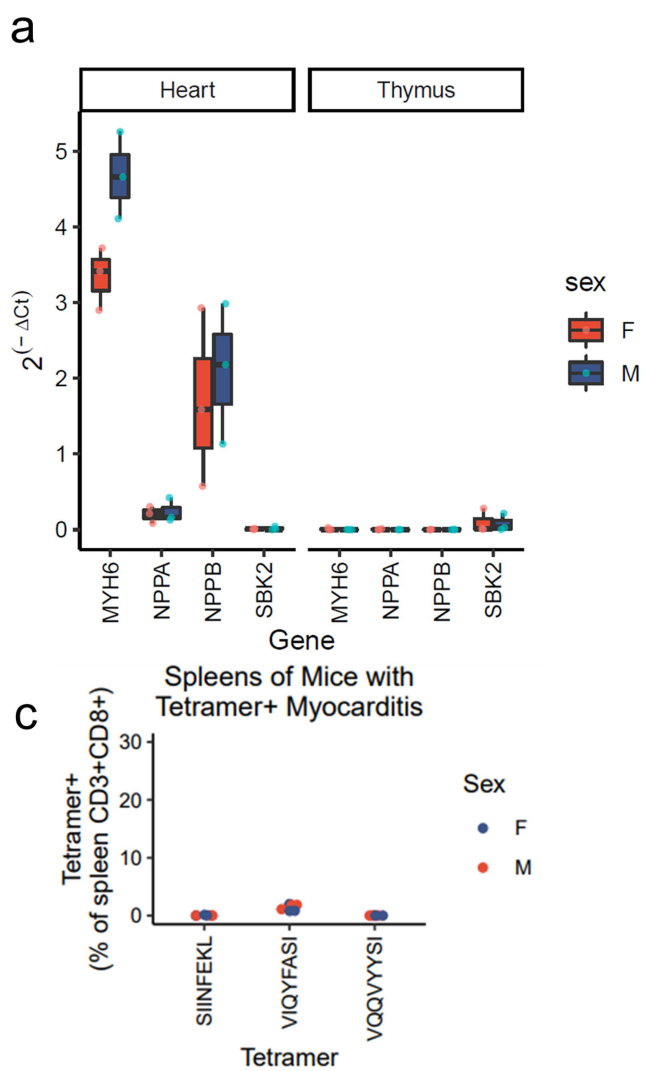 a
Heart Thymus
5
4
3
2
1
0
2^(− ΔCt)
MYH6 NPPA NPPB SBK2 MYH6 NPPA NPPB SBK2
Gene
sex
F
M
c
Spleens of Mice with
Tetramer+ Myocarditis
Tetramer+
(% of spleen CD3+CD8+)
30
20
10
0
SIINFEKL VIQYFASI VQQVYYSI
Tetramer
Sex
F
M